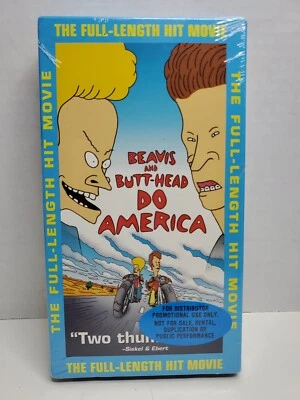 THE FULL-LENGTH HIT MOVIE
THE FULL-LENGTH HIT MOVIE
THE FULL-LENGTH HIT MOVIE
BEAVIS AND
BUTT-HEAD
DO
AMERICA
FOR DISTRIBUTOR
PROMOTIONAL USE ONLY.
NOT FOR SALE, RENTAL,
DUPLICATION OR
PUBLIC PERFORMANCE
"Two thum
-Siskel & Ebert
THE FULL-LENGTH HIT MOVIE